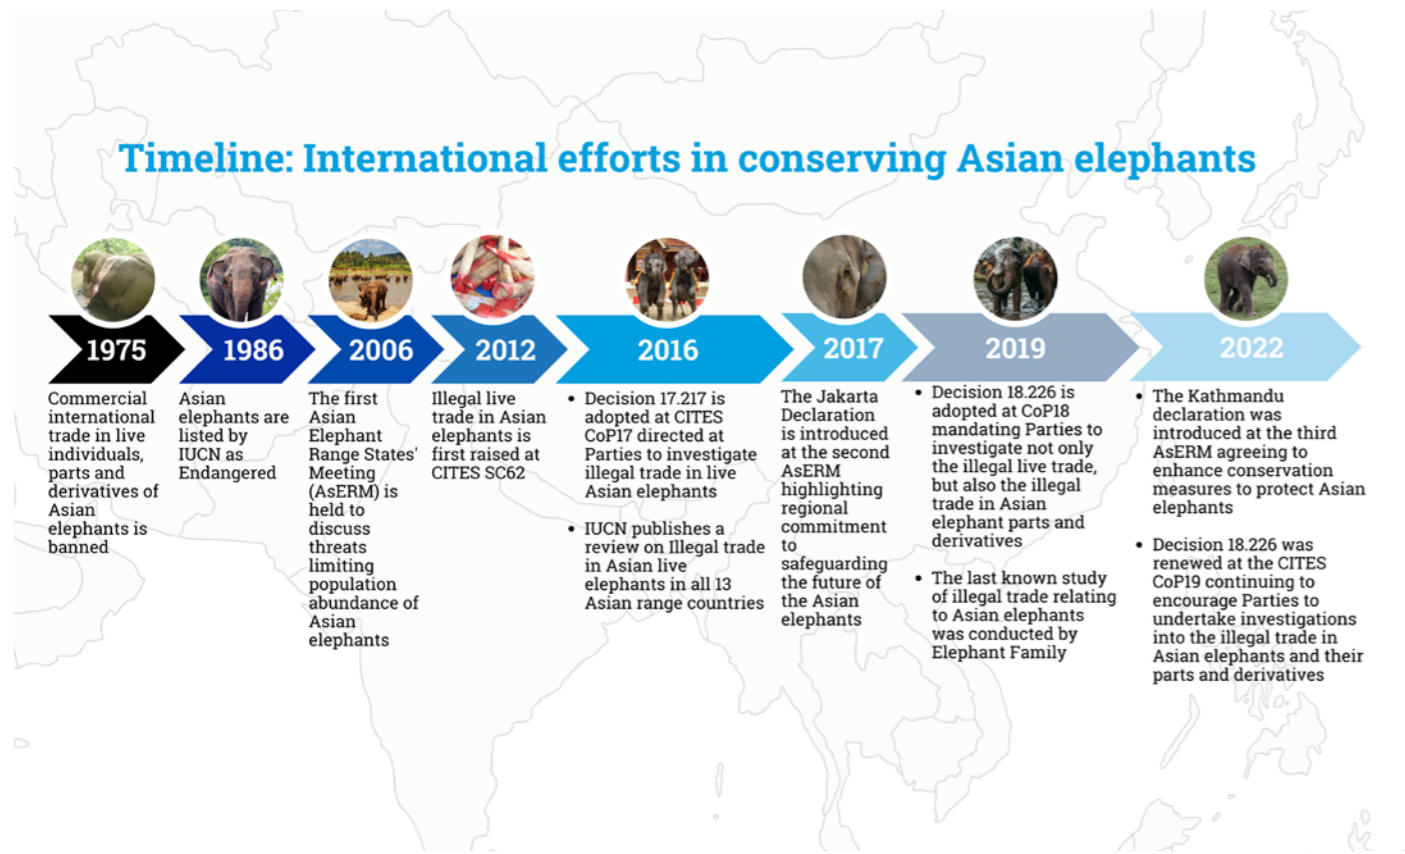 Timeline: International efforts in conserving Asian elephants
1975
Commercial
international
trade in live
individuals,
parts and
derivatives of
Asian
elephants is
banned
1986
Asian
elephants are
listed by
IUCN as
Endangered
2006
The first
Asian
Elephant
Range States'
Meeting
(AsERM) is
held to
discuss
threats
limiting
population
abundance of
Asian
elephants
2012
Illegal live
trade in Asian
elephants is
first raised at
CITES SC62
2016
• Decision 17.217 is
adopted at CITES
CoP17 directed at
Parties to investigate
illegal trade in live
Asian elephants
• IUCN publishes a
review on Illegal trade
in Asian live
elephants in all 13
Asian range countries
2017
The Jakarta
Declaration
is introduced
at the second
AsERM
highlighting
regional
commitment
to
safeguarding
the future of
the Asian
elephants
2019
• Decision 18.226 is
adopted at CoP18
mandating Parties to
investigate not only
the illegal live trade,
but also the illegal
trade in Asian
elephant parts and
derivatives
• The last known study
of illegal trade relating
to Asian elephants
was conducted by
Elephant Family
2022
• The Kathmandu
declaration was
introduced at the third
AsERM agreeing to
enhance conservation
measures to protect Asian
elephants
• Decision 18.226 was
renewed at the CITES
CoP19 continuing to
encourage Parties to
undertake investigations
into the illegal trade in
Asian elephants and their
parts and derivatives